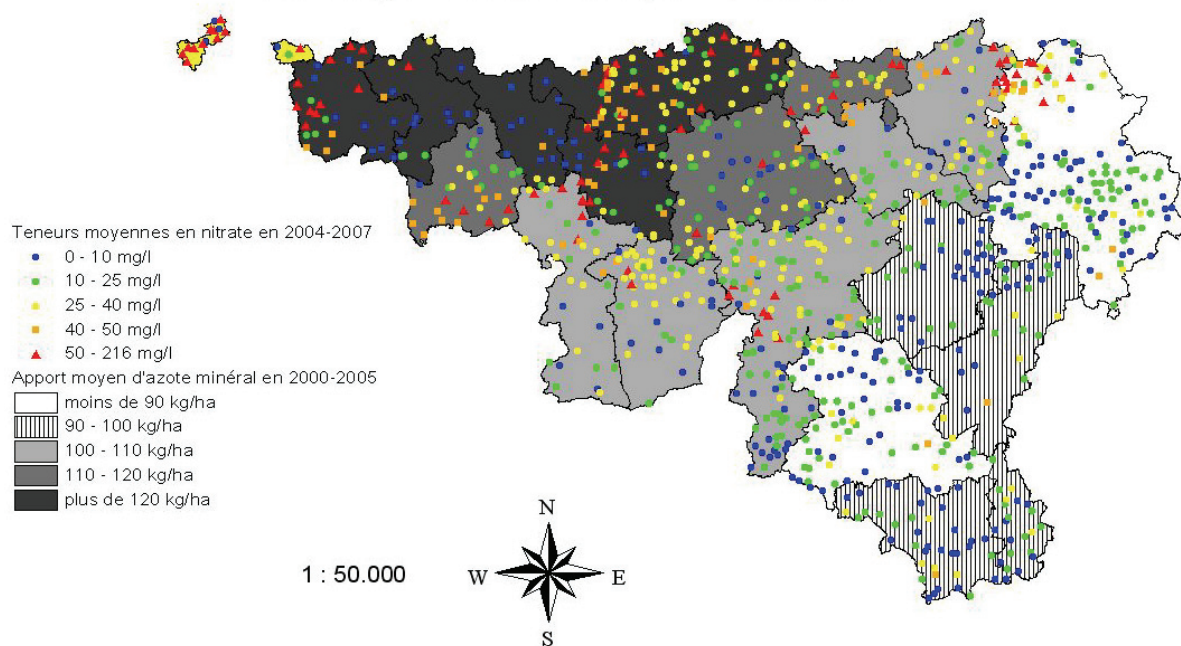 Teneurs moyennes en nitrate en 2004-2007
0 - 10 mg/l
10 - 25 mg/l
25 - 40 mg/l
40 - 50 mg/l
50 - 216 mg/l
Apport moyen d'azote minéral en 2000-2005
moins de 90 kg/ha
90 - 100 kg/ha
100 - 110 kg/ha
110 - 120 kg/ha
plus de 120 kg/ha
1 : 50.000
N
W E
S